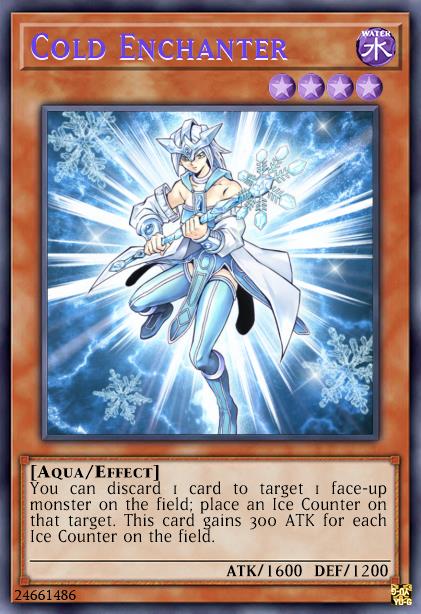 COLD ENCHANTER
WATER
水
[AQUA/EFFECT]
You can discard 1 card to target 1 face-up
monster on the field; place an Ice Counter on
that target. This card gains 300 ATK for each
Ice Counter on the field.
ATK/1600 DEF/1200
24661486